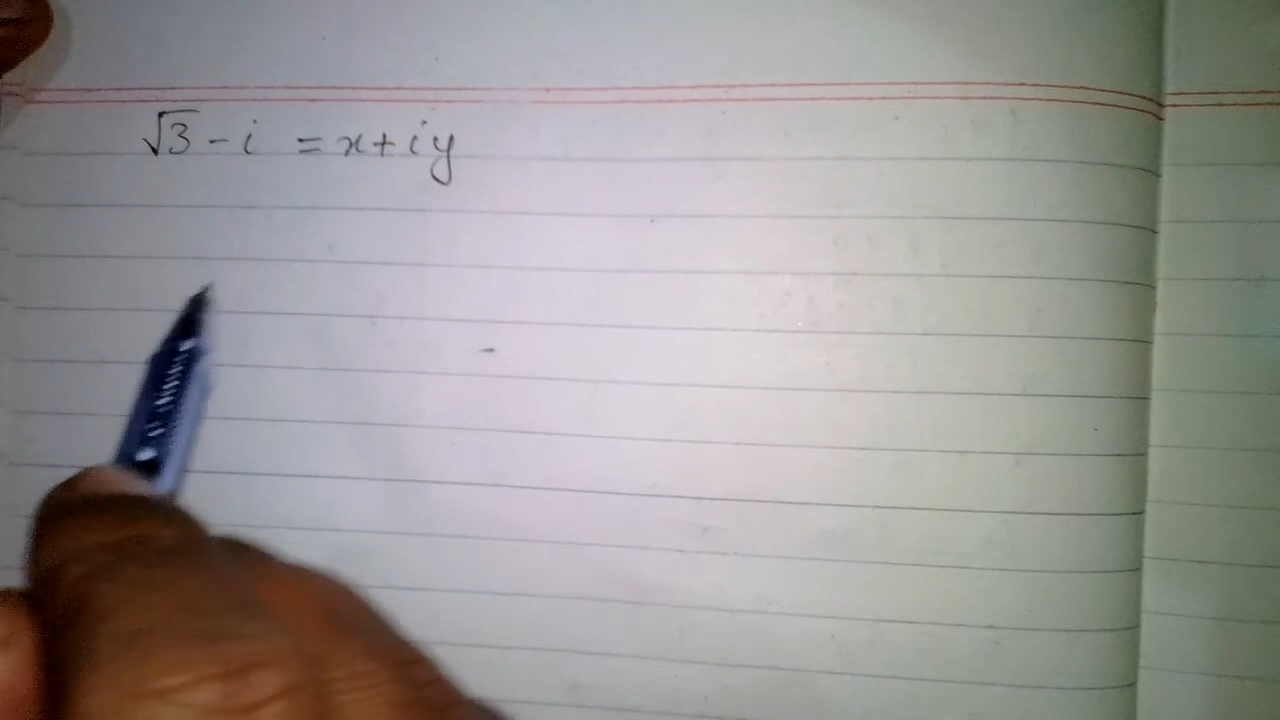 √3 - i = x + iy